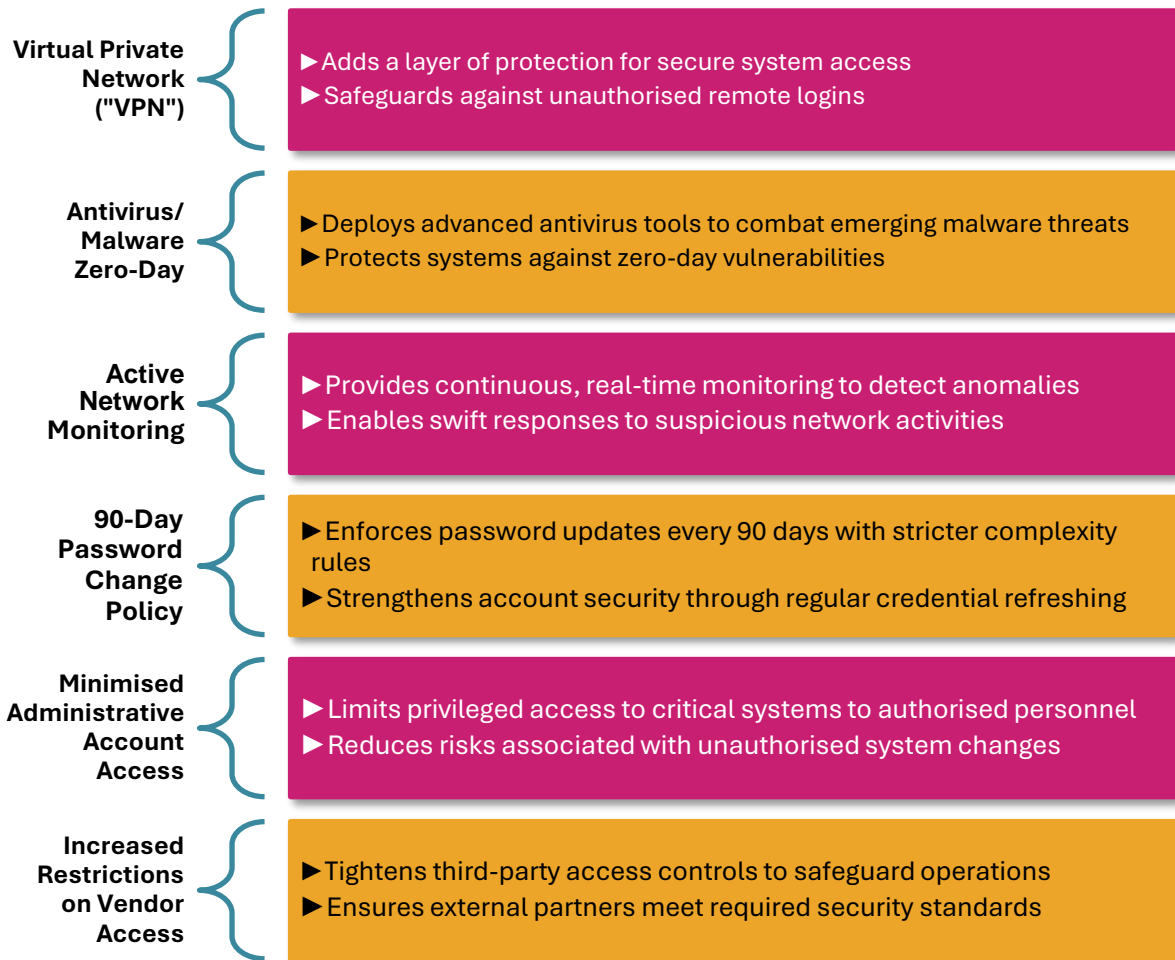 Virtual Private
Network
("VPN")
►Adds a layer of protection for secure system access
►Safeguards against unauthorised remote logins
Antivirus/
Malware
Zero-Day
►Deploys advanced antivirus tools to combat emerging malware threats
►Protects systems against zero-day vulnerabilities
Active
Network
Monitoring
►Provides continuous, real-time monitoring to detect anomalies
►Enables swift responses to suspicious network activities
90-Day
Password
Change
Policy
►Enforces password updates every 90 days with stricter complexity
rules
►Strengthens account security through regular credential refreshing
Minimised
Administrative
Account
Access
►Limits privileged access to critical systems to authorised personnel
►Reduces risks associated with unauthorised system changes
Increased
Restrictions
on Vendor
Access
►Tightens third-party access controls to safeguard operations
►Ensures external partners meet required security standards